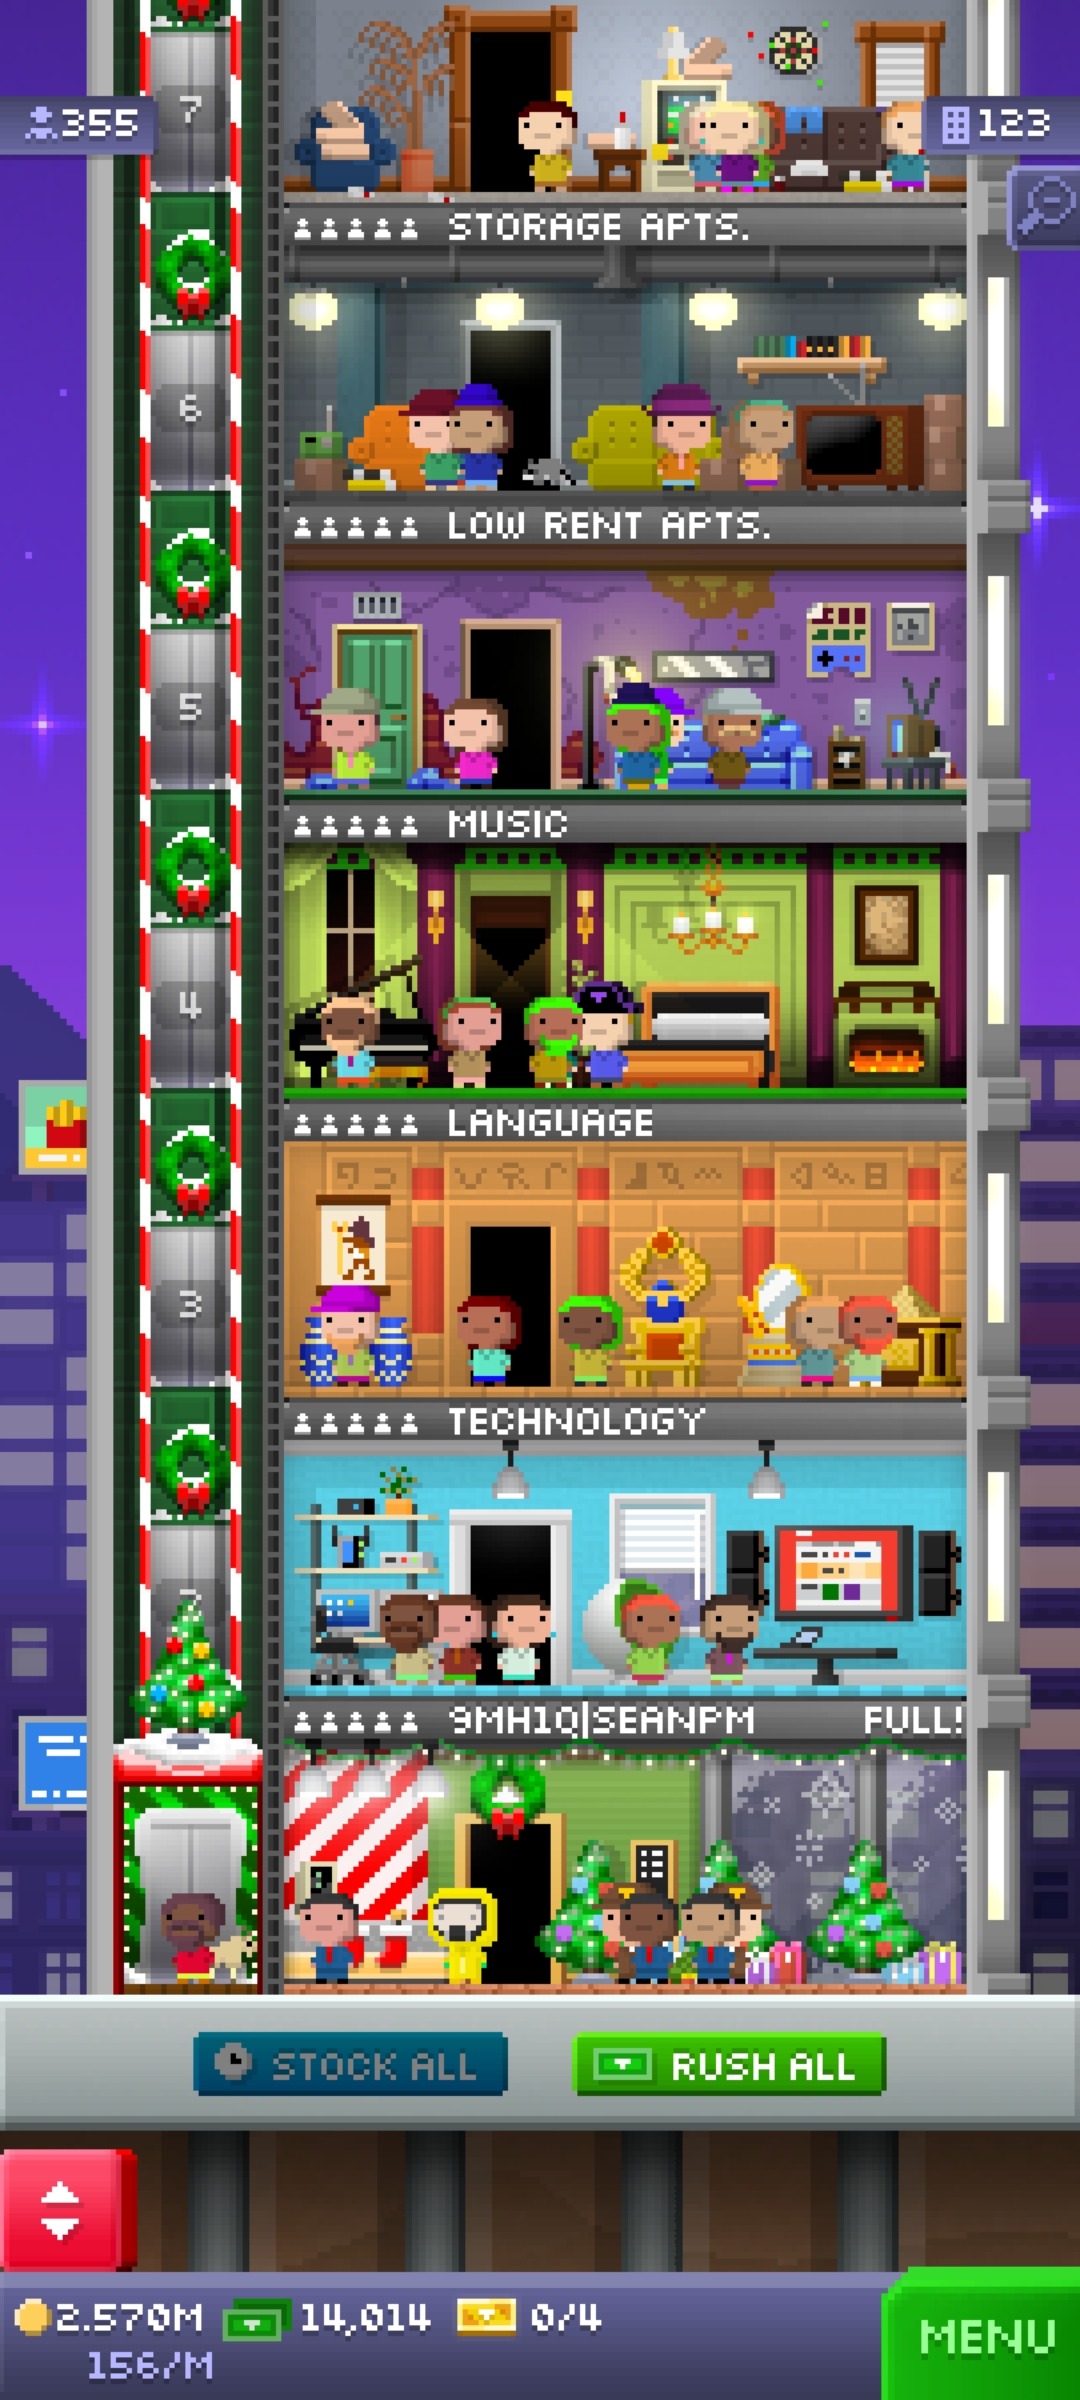 7
355
123
STORAGE APTS.
6
LOW RENT APTS.
5
MUSIC
4
LANGUAGE
3
TECHNOLOGY
9MH1Q|SEANPM FULL!
STOCK ALL
RUSH ALL
2.570M 14,014 0/4
156/M
MENU